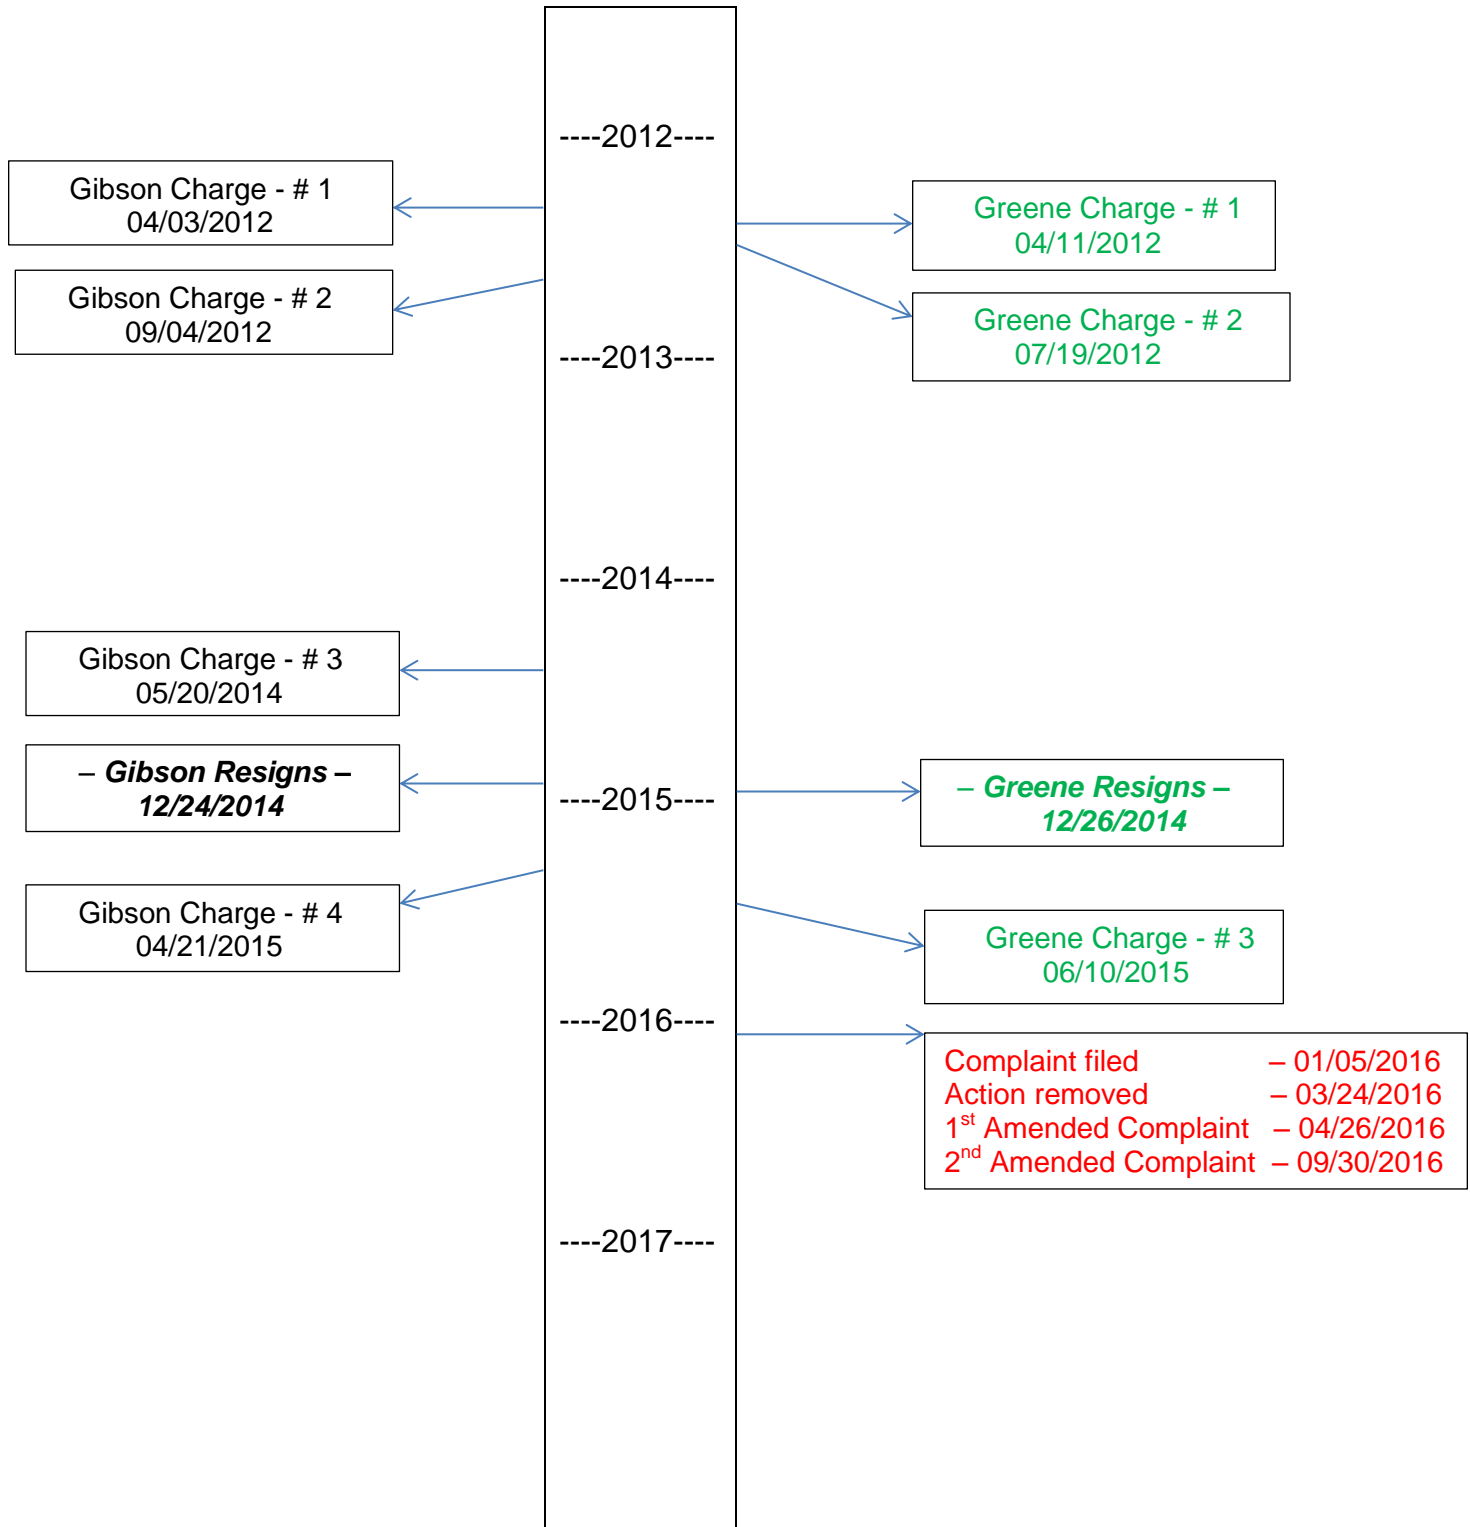 ----2012----
Gibson Charge - # 1
04/03/2012
Greene Charge - # 1
04/11/2012
Gibson Charge - # 2
09/04/2012
Greene Charge - # 2
07/19/2012
----2013----
----2014----
Gibson Charge - # 3
05/20/2014
– Gibson Resigns –
12/24/2014
– Greene Resigns –
12/26/2014
----2015----
Gibson Charge - # 4
04/21/2015
Greene Charge - # 3
06/10/2015
----2016----
Complaint filed – 01/05/2016
Action removed – 03/24/2016
1st Amended Complaint – 04/26/2016
2nd Amended Complaint – 09/30/2016
----2017----